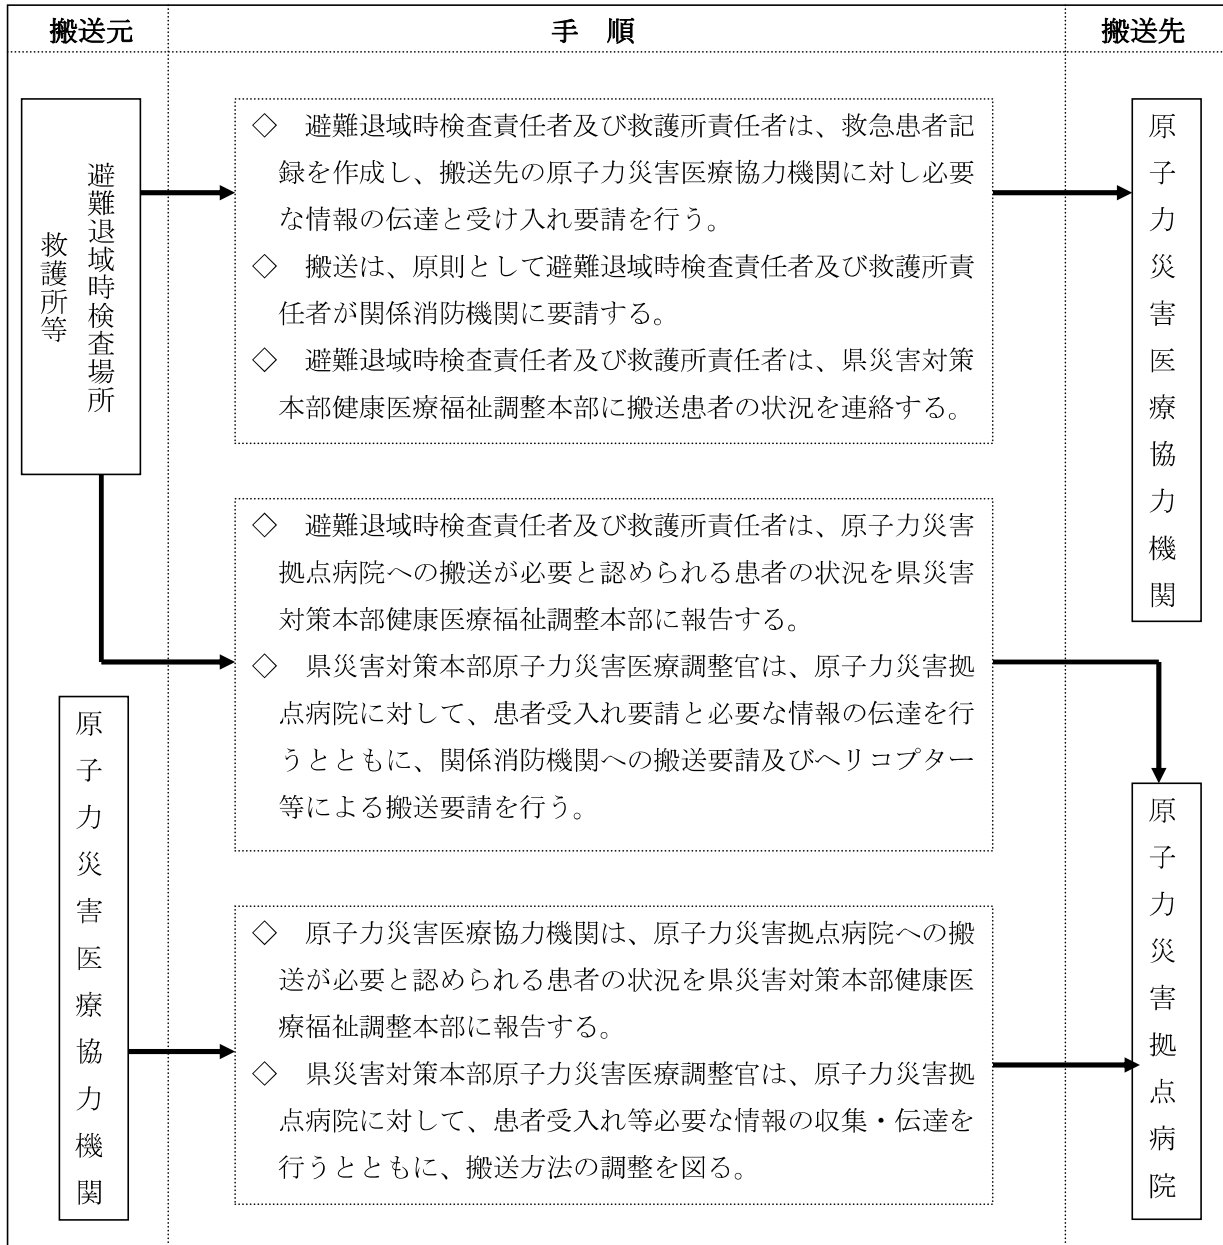 搬送元
手　順
搬送先
避難退域時検査場所
救護所等
◇　避難退域時検査責任者及び救護所責任者は、救急患者記
録を作成し、搬送先の原子力災害医療協力機関に対し必要
な情報の伝達と受け入れ要請を行う。
◇　搬送は、原則として避難退域時検査責任者及び救護所責
任者が関係消防機関に要請する。
◇　避難退域時検査責任者及び救護所責任者は、県災害対策
本部健康医療福祉調整本部に搬送患者の状況を連絡する。
原子力災害医療協力機関
◇　避難退域時検査責任者及び救護所責任者は、原子力災害
拠点病院への搬送が必要と認められる患者の状況を県災害
対策本部健康医療福祉調整本部に報告する。
◇　県災害対策本部原子力災害医療調整官は、原子力災害拠
点病院に対して、患者受入れ要請と必要な情報の伝達を行
うとともに、関係消防機関への搬送要請及びヘリコプター
等による搬送要請を行う。
原子力災害医療協力機関
◇　原子力災害医療協力機関は、原子力災害拠点病院への搬
送が必要と認められる患者の状況を県災害対策本部健康医
療福祉調整本部に報告する。
◇　県災害対策本部原子力災害医療調整官は、原子力災害拠
点病院に対して、患者受入れ等必要な情報の収集・伝達を
行うとともに、搬送方法の調整を図る。
原子力災害拠点病院